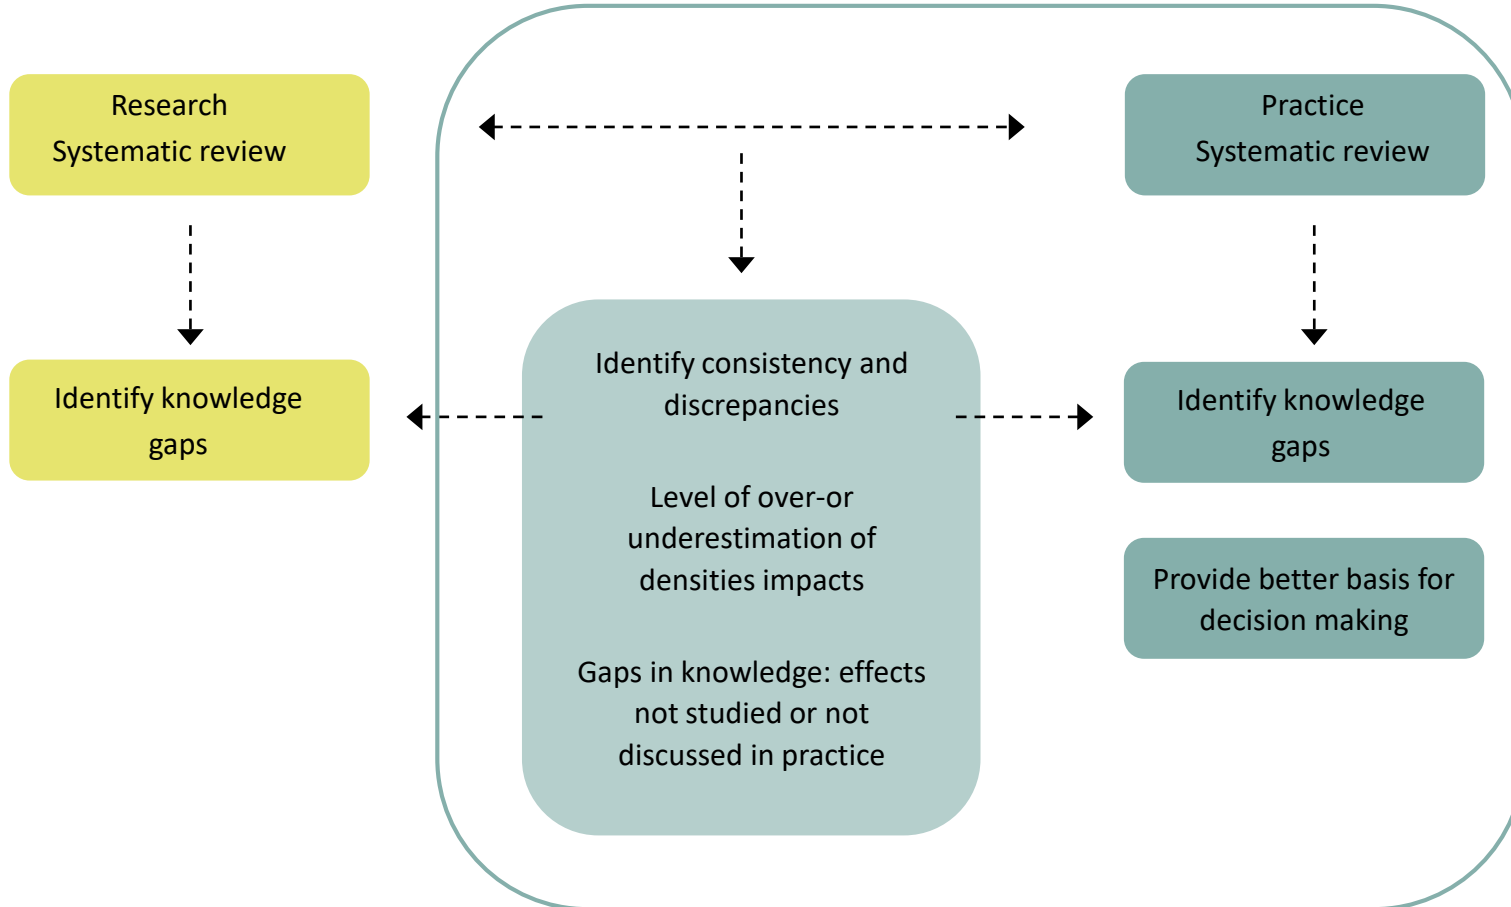 Research
Systematic review
Practice
Systematic review
Identify knowledge
gaps
Identify consistency and
discrepancies
Level of over-or
underestimation of
densities impacts
Gaps in knowledge: effects
not studied or not
discussed in practice
Identify knowledge
gaps
Provide better basis for
decision making